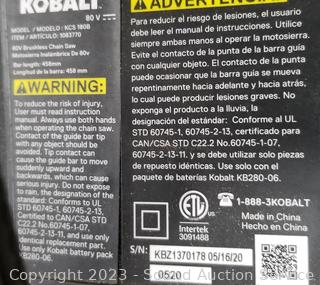 KOBALT
80 V
MODEL / MODELO : KCS 180B
ITEM / ARTÍCULO : 1083770
80V Brushless Chain Saw
Motosierra Inalámbrica De 80v
Bar length: 458mm
Longitud de la barra: 458 mm
WARNING:
To reduce the risk of injury,
User must read instruction
manual. Always use both hands
when operating the chain saw.
Contact of the guide bar tip
with any object should be
avoided. Tip contact can
cause the guide bar to move
suddenly upward and
backwards, which can cause
serious injury. Do not expose
to rain, the designation of
the standard: Conforms to UL
STD 60745-1, 60745-2-13,
Certified to CAN/CSA STD
C22.2 No.60745-1-07,
60745-2-13-11, and use only
identical replacement part.
Use only with Kobalt battery
KB280-06.
ADVERTENCIA:
Para reducir el riesgo de lesiones, el usuario
debe leer el manual de instrucciones. Utilice
siempre ambas manos al operar la motosierra.
Evite el contacto de la punta de la barra guía
con cualquier objeto. El contacto de la punta
puede ocasionar que la barra guía se mueva
repentinamente hacia adelante y hacia atrás,
lo cual puede producir lesiones graves. No
exponga el producto a la lluvia, la
designación del estándar: Conforme al UL
STD 60745-1, 60745-2-13, certificado para
CAN/CSA STD C22.2 No.60745-1-07,
60745-2-13-11, y se debe utilizar solo piezas
de repuesto idénticas. Use solo con el
paquete de baterías Kobalt KB280-06.
ETL
c
us
Intertek
3091488
1-888-3KOBALT
Made in China
Hecho en China
S/N:
KBZ1370178 05/16/20
0520
Copyright 2023 - Sound Auction Service